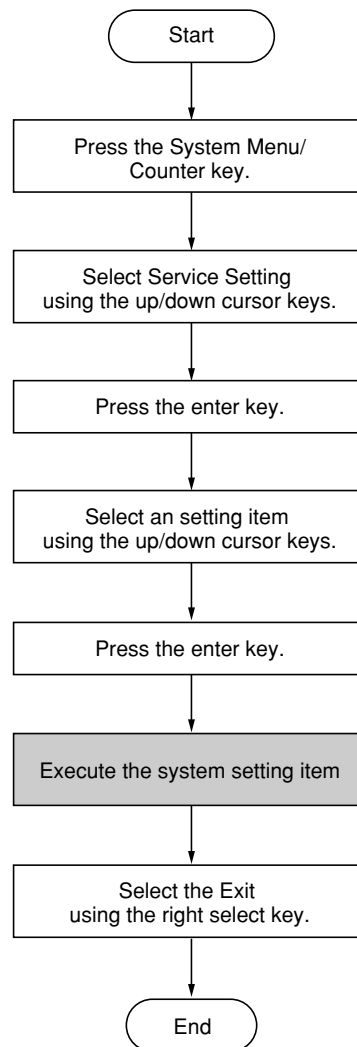 Start
Press the System Menu/
Counter key.
Select Service Setting
using the up/down cursor keys.
Press the enter key.
Select an setting item
using the up/down cursor keys.
Press the enter key.
Execute the system setting item
Select the Exit
using the right select key.
End